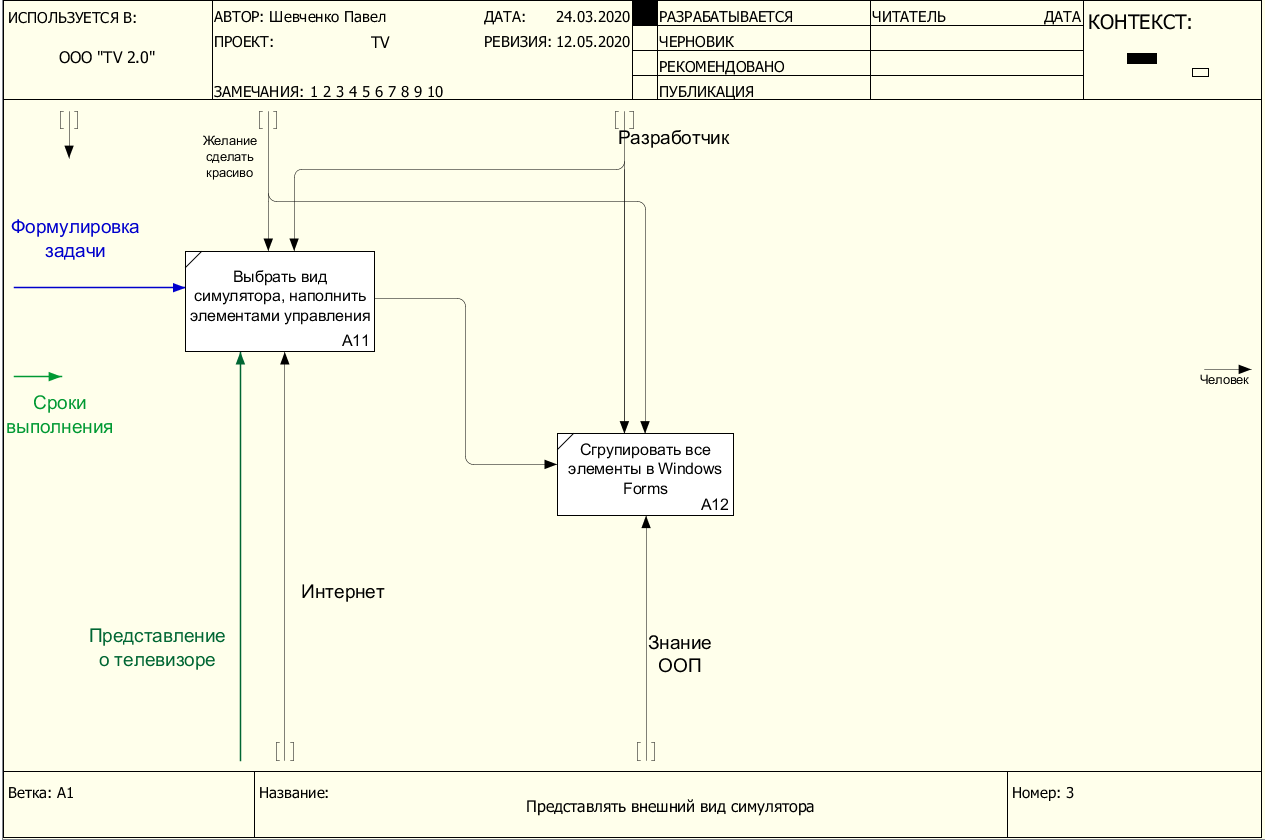 ИСПОЛЬЗУЕТСЯ В:
ООО "TV 2.0"
АВТОР: Шевченко Павел
ДАТА: 24.03.2020
ПРОЕКТ: TV
РЕВИЗИЯ: 12.05.2020
ЗАМЕЧАНИЯ: 1 2 3 4 5 6 7 8 9 10
РАЗРАБАТЫВАЕТСЯ
ЧЕРНОВИК
РЕКОМЕНДОВАНО
ПУБЛИКАЦИЯ
ЧИТАТЕЛЬ ДАТА
КОНТЕКСТ:
Желание
сделать
красиво
Разработчик
Формулировка
задачи
Выбрать вид
симулятора, наполнить
элементами управления
A11
Сроки
выполнения
Человек
Сгрупировать все
элементы в Windows
Forms
A12
Интернет
Представление
о телевизоре
Знание
ООП
Ветка: A1
Название:
Представлять внешний вид симулятора
Номер: 3